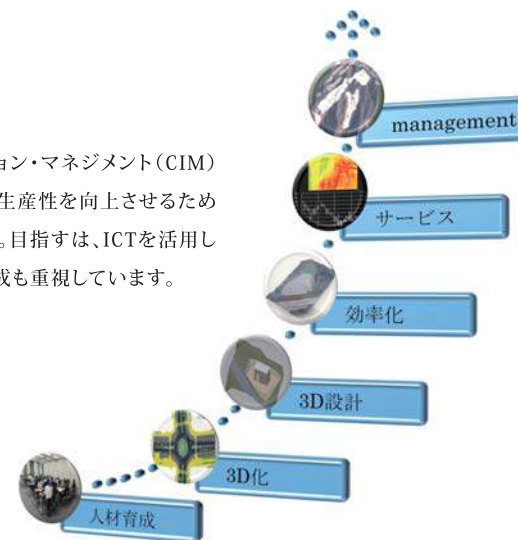 ョン・マネジメント（CIM）
生産性を向上させるため
。目指すは、ICTを活用し
成も重視しています。
management
サービス
効率化
3D設計
3D化
人材育成